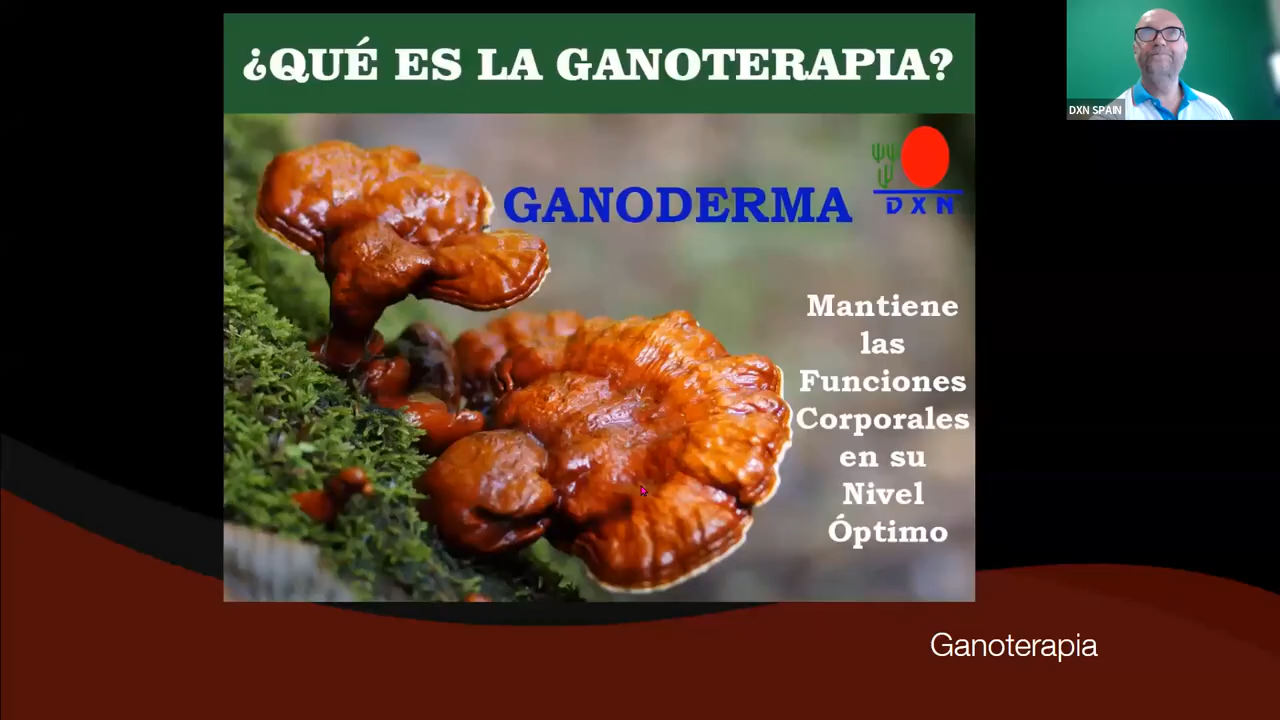 ¿QUÉ ES LA GANOTERAPIA?
DXN SPAIN
GANODERMA
DXN
Mantiene
las
Funciones
Corporales
en su
Nivel
Óptimo
Ganoterapia